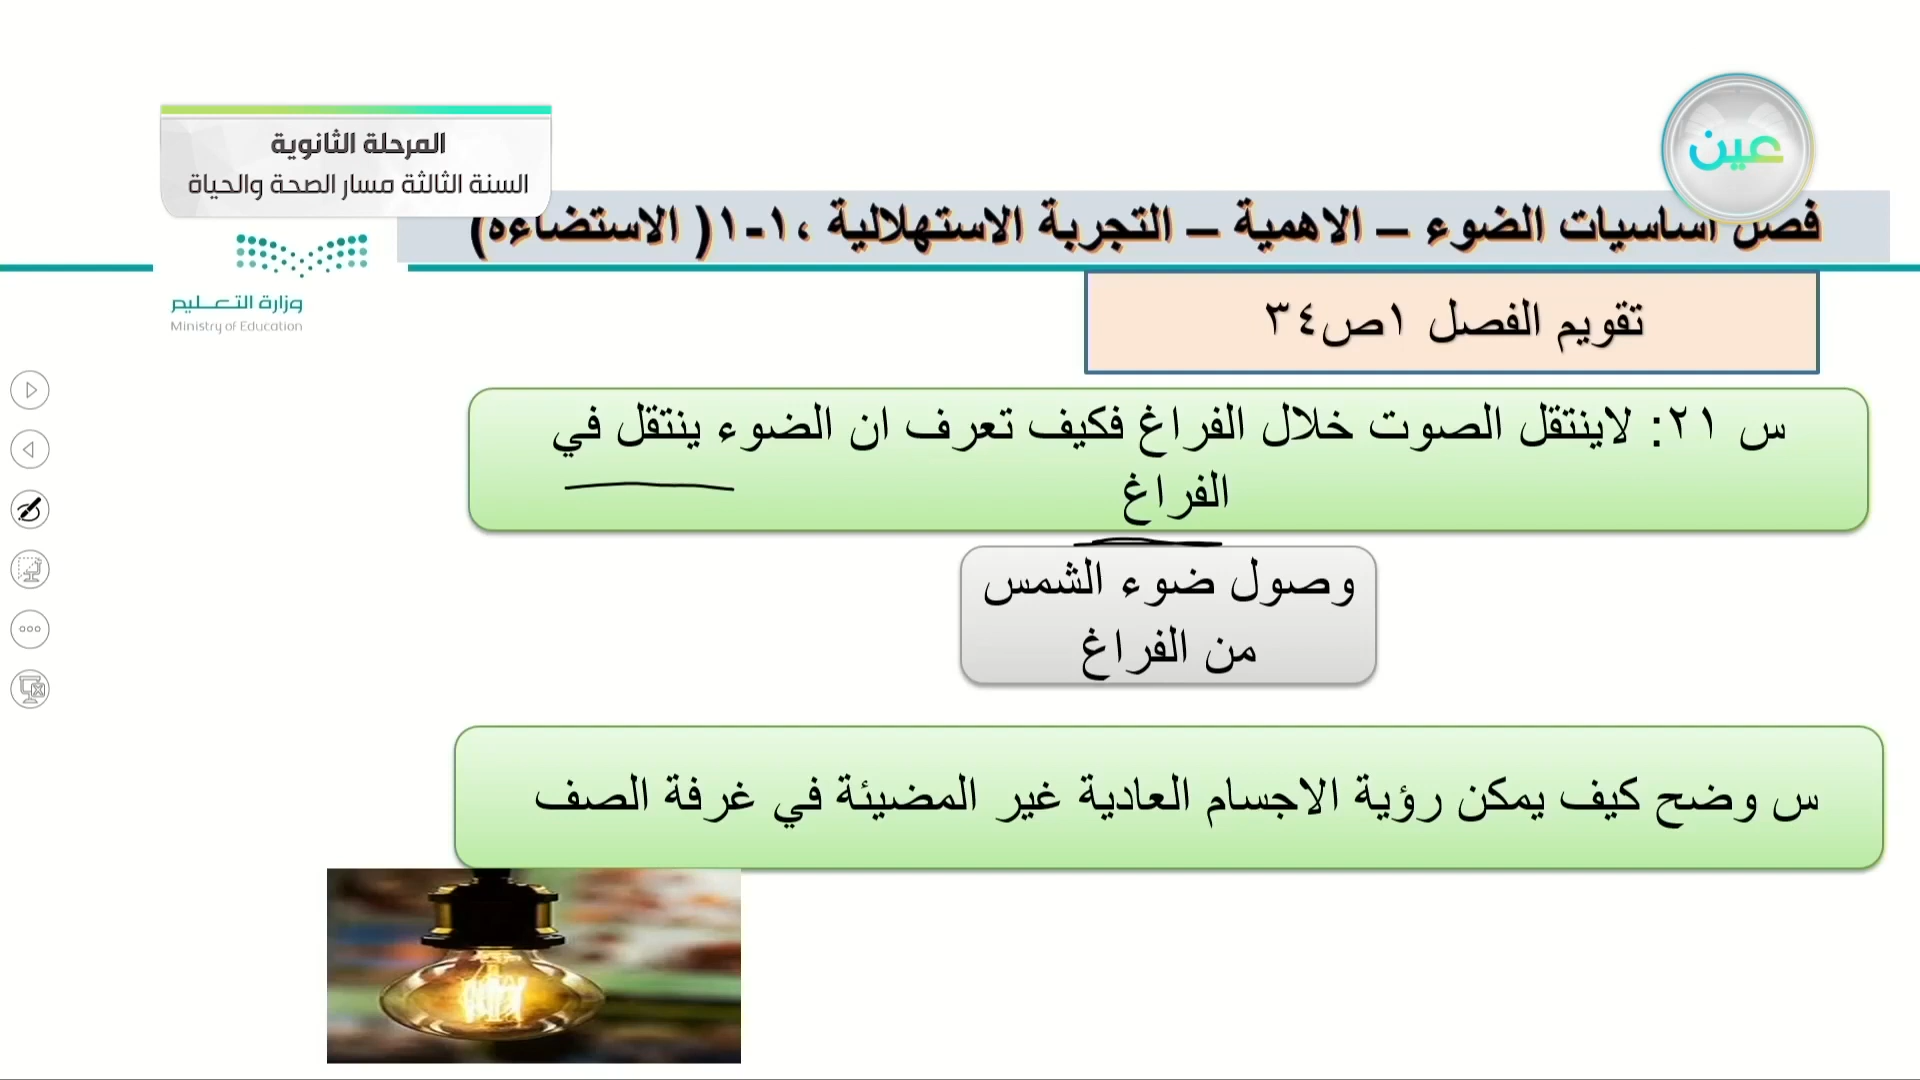 عين
المرحلة الثانوية
السنة الثالثة مسار الصحة والحياة
فصل أساسيات الضوء – الاهمية – التجربة الاستهلالية ،١-١( الاستضاءه)
وزارة التعليم
Ministry of Education
تقويم الفصل ١ص٣٤
س ٢١: لاينتقل الصوت خلال الفراغ فكيف تعرف ان الضوء ينتقل في
الفراغ
وصول ضوء الشمس
من الفراغ
س وضح كيف يمكن رؤية الاجسام العادية غير المضيئة في غرفة الصف